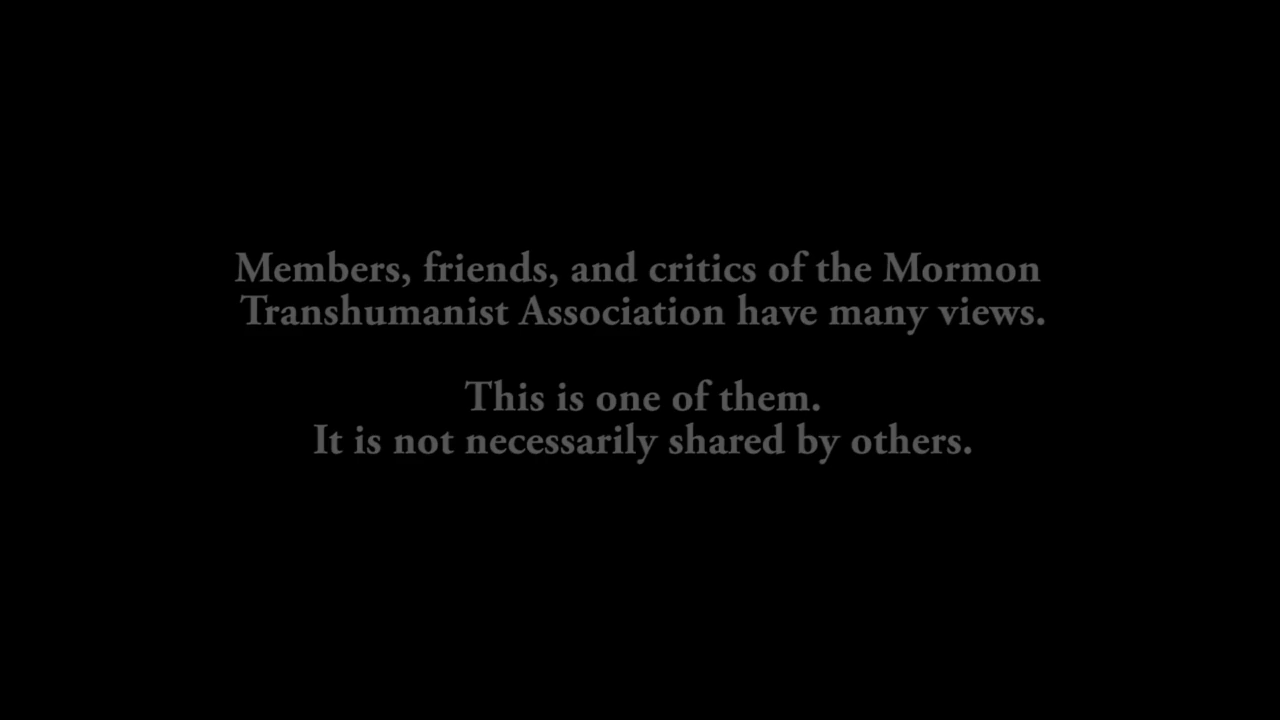 Members, friends, and critics of the Mormon
Transhumanist Association have many views.
This is one of them.
It is not necessarily shared by others.